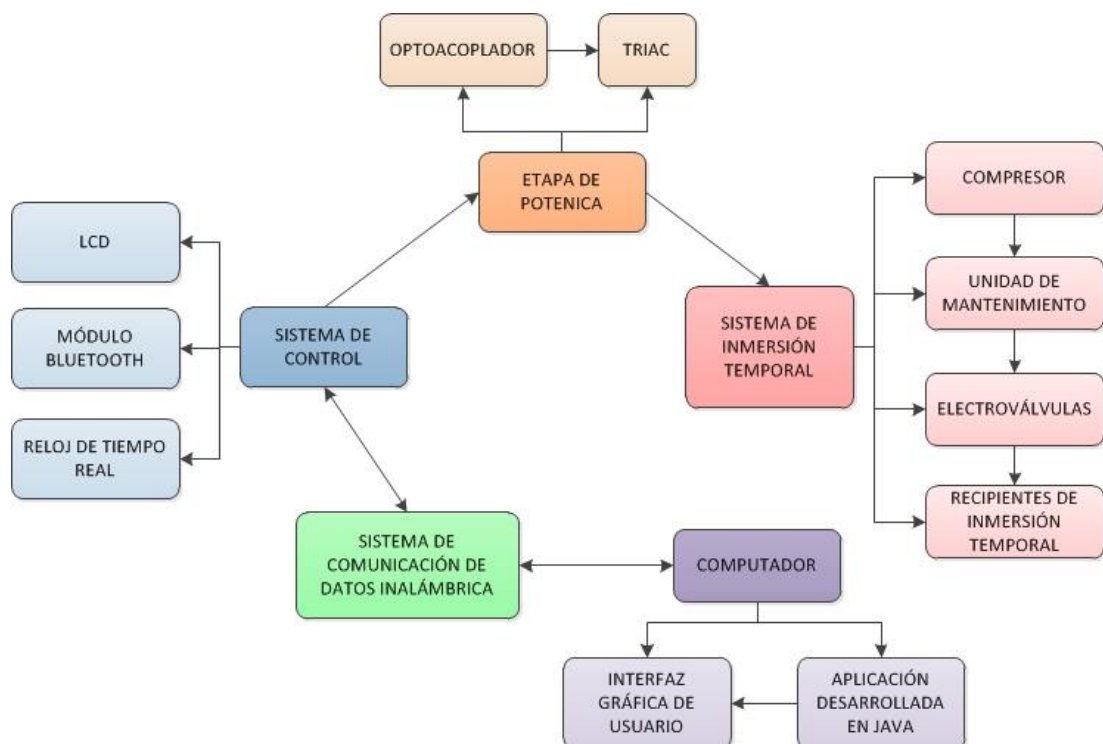 OPTOACOPLADOR
TRIAC
ETAPA DE
POTENICA
COMPRESOR
LCD
UNIDAD DE
MANTENIMIENTO
MÓDULO
BLUETOOTH
SISTEMA DE
CONTROL
SISTEMA DE
INMERSIÓN
TEMPORAL
ELECTROVÁLVULAS
RELOJ DE TIEMPO
REAL
RECIPIENTES DE
INMERSIÓN
TEMPORAL
SISTEMA DE
COMUNICACIÓN DE
DATOS INALÁMBRICA
COMPUTADOR
INTERFAZ
GRÁFICA DE
USUARIO
APLICACIÓN
DESARROLLADA
EN JAVA